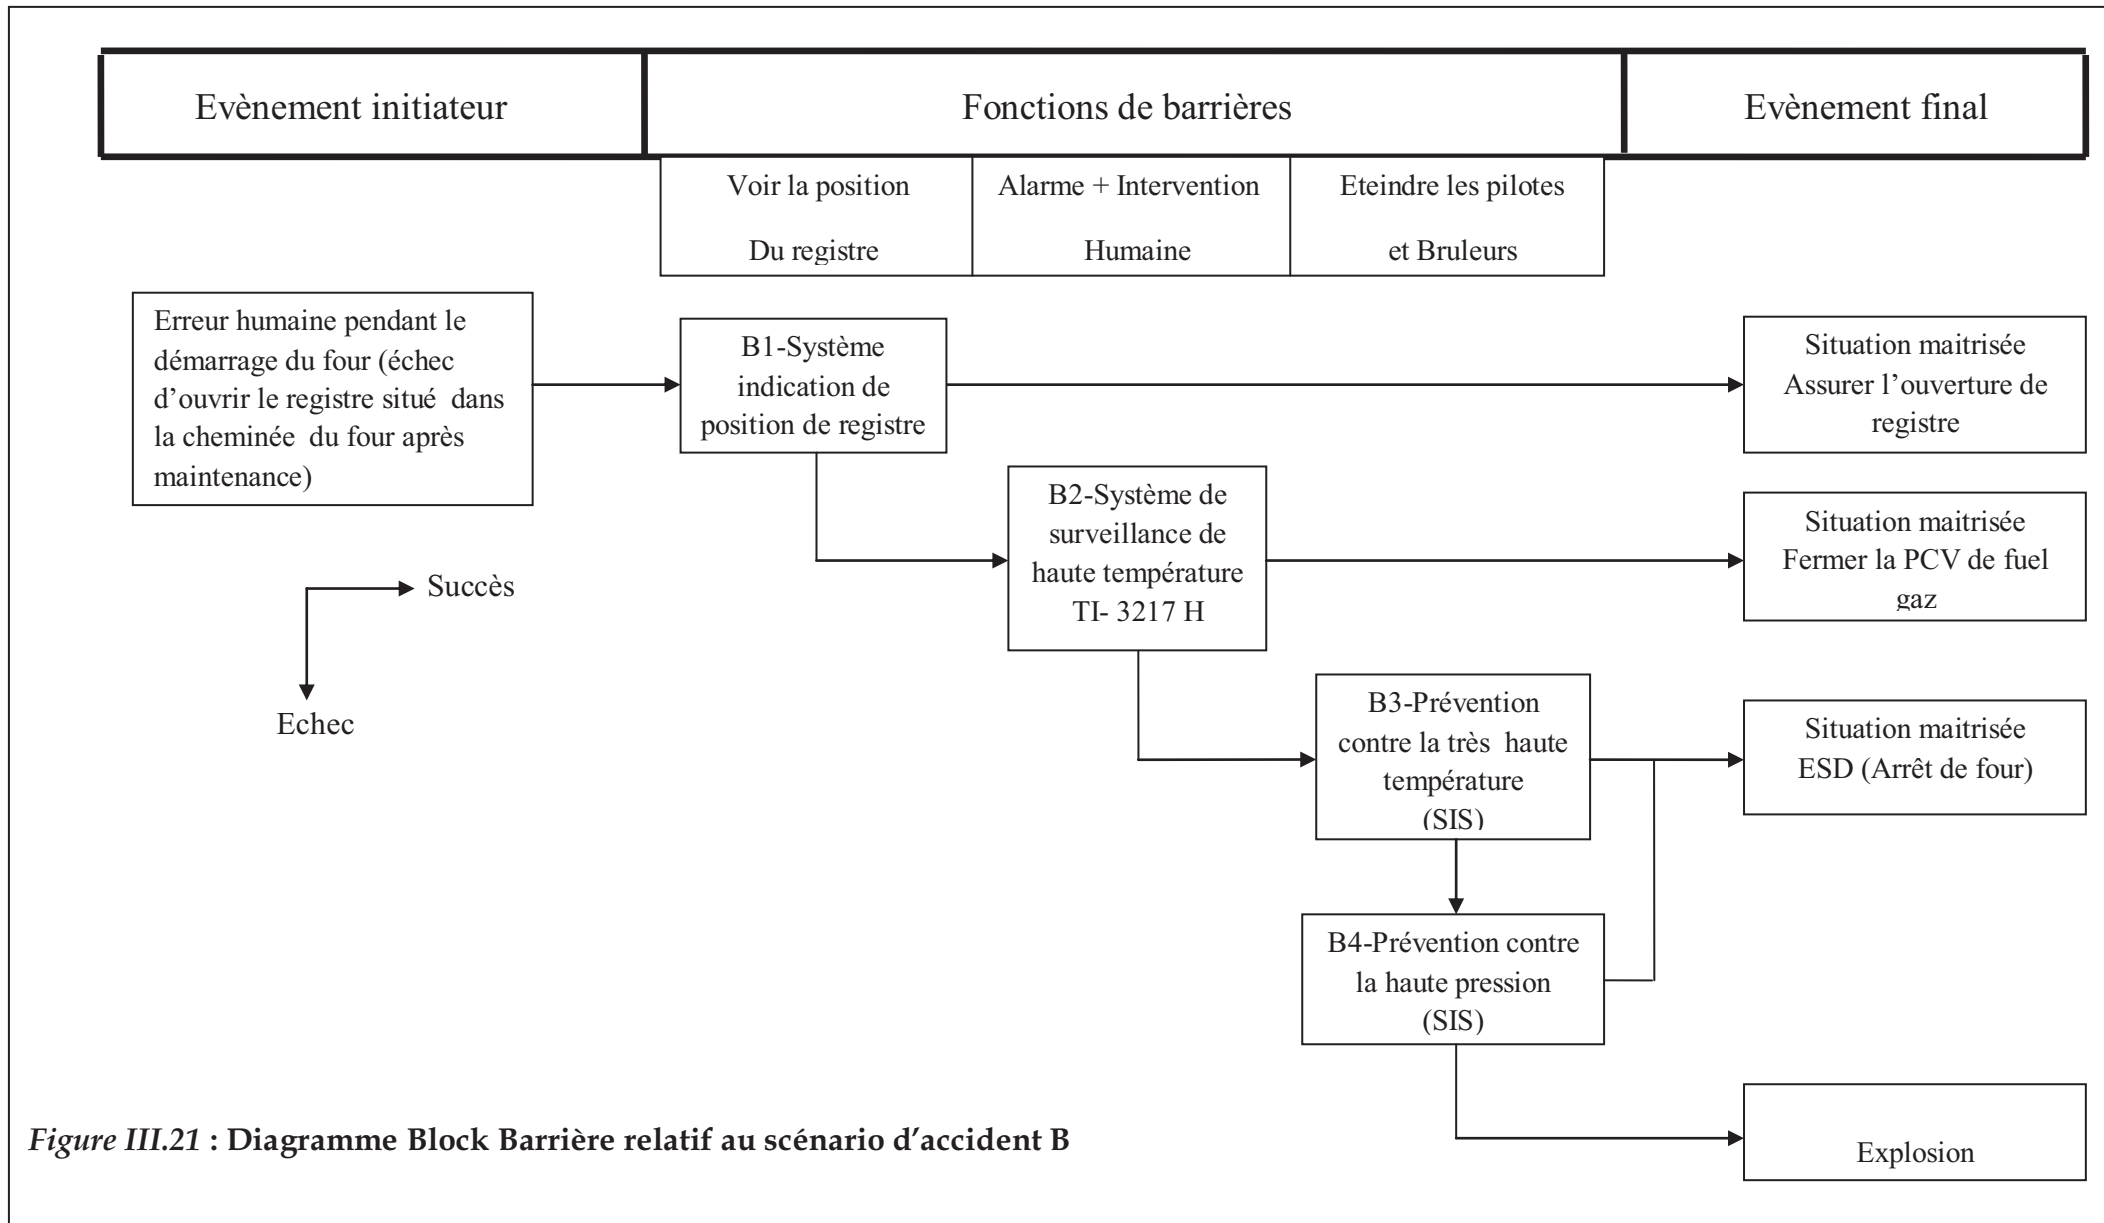 Evènement initiateur
Fonctions de barrières
Evènement final
Voir la position
Du registre
Alarme + Intervention
Humaine
Eteindre les pilotes
et Bruleurs
Erreur humaine pendant le
démarrage du four (échec
d’ouvrir le registre situé dans
la cheminée du four après
maintenance)
B1-Système
indication de
position de registre
Situation maitrisée
Assurer l’ouverture de
registre
B2-Système de
surveillance de
haute température
TI- 3217 H
Situation maitrisée
Fermer la PCV de fuel
gaz
Succès
Echec
B3-Prévention
contre la très haute
température
(SIS)
Situation maitrisée
ESD (Arrêt de four)
B4-Prévention contre
la haute pression
(SIS)
Explosion
Figure III.21 : Diagramme Block Barrière relatif au scénario d’accident B